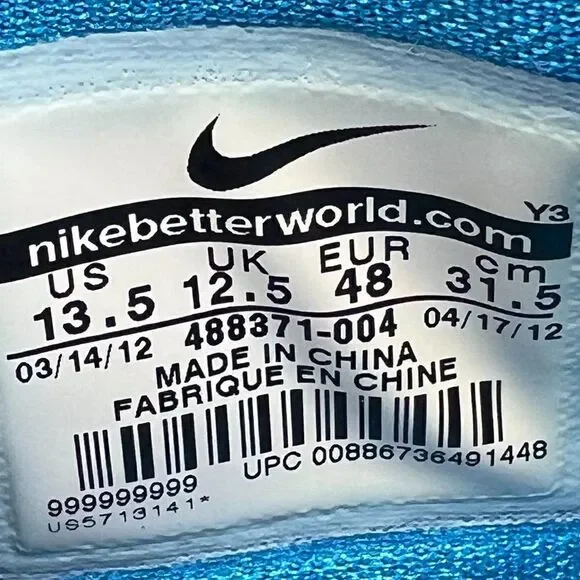 nikebetterworld.com Y3
US UK EUR cm
13.5 12.5 48 31.5
03/14/12 488371-004 04/17/12
MADE IN CHINA
FABRIQUE EN CHINE
UPC 00886736491448
999999999
US5713141*